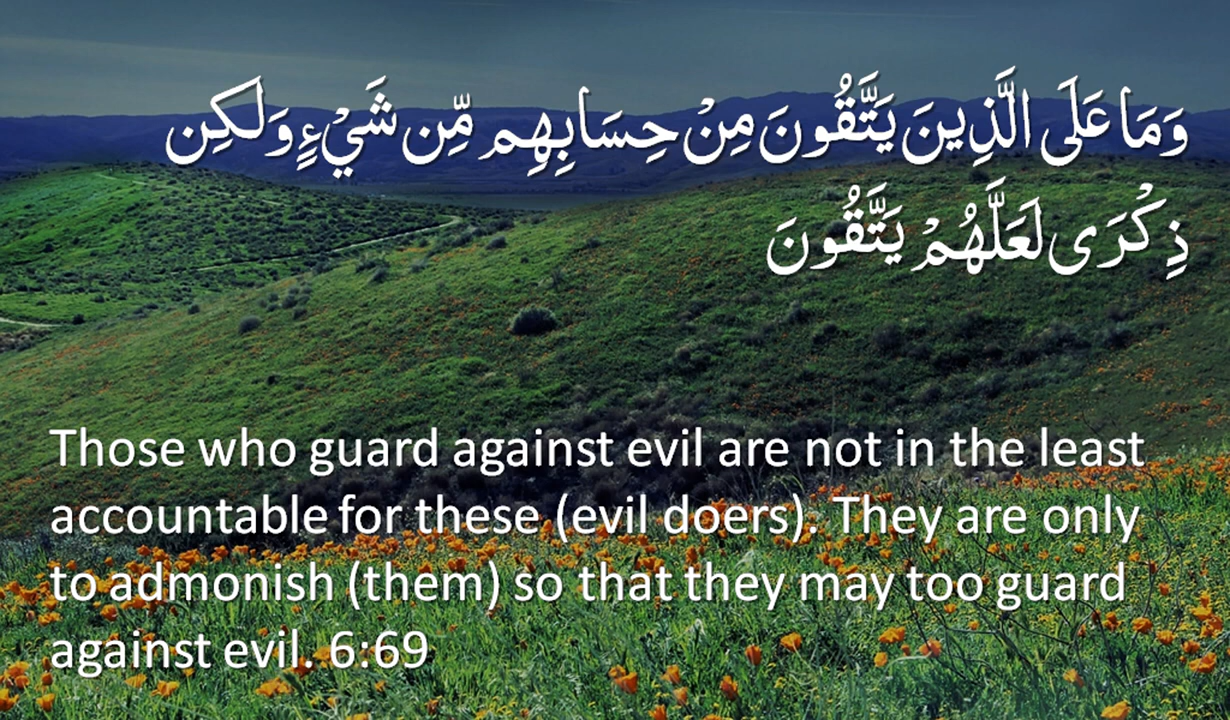 وَمَا عَلَى الَّذِينَ يَتَّقُونَ مِنْ حِسَابِهِم مِّن شَيْءٍ وَلَكِن
ذِكْرَى لَعَلَّهُمْ يَتَّقُونَ
Those who guard against evil are not in the least
accountable for these (evil doers). They are only
to admonish (them) so that they may too guard
against evil. 6:69